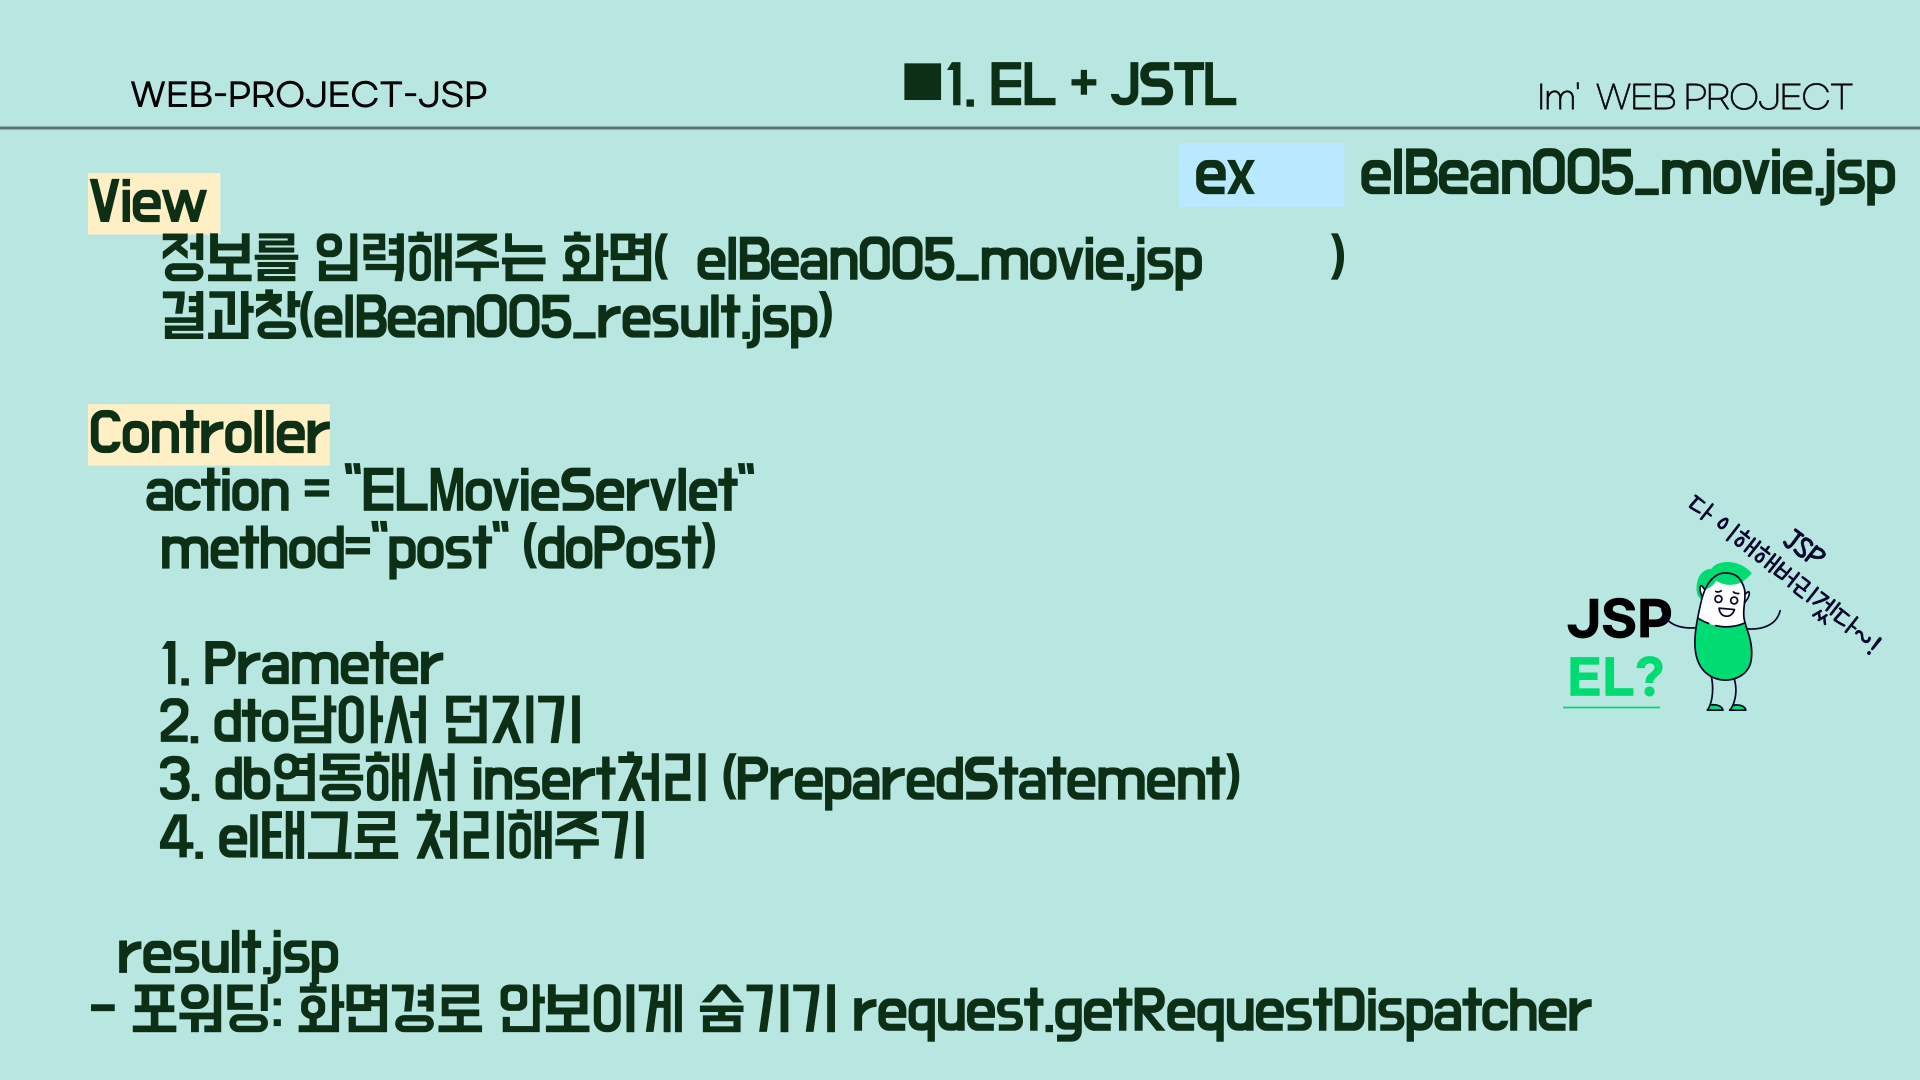 WEB-PROJECT-JSP
■1. EL + JSTL
Im' WEB PROJECT
ex elBean005_movie.jsp
View
정보를 입력해주는 화면( elBean005_movie.jsp )
결과창(elBean005_result.jsp)
Controller
action = "ELMovieServlet"
method="post" (doPost)
1. Prameter
2. dto담아서 던지기
3. db연동해서 insert처리 (PreparedStatement)
4. el태그로 처리해주기
JSP
다 이해해버리겠다~!
JSP
EL?
result.jsp
- 포워딩: 화면경로 안보이게 숨기기 request.getRequestDispatcher